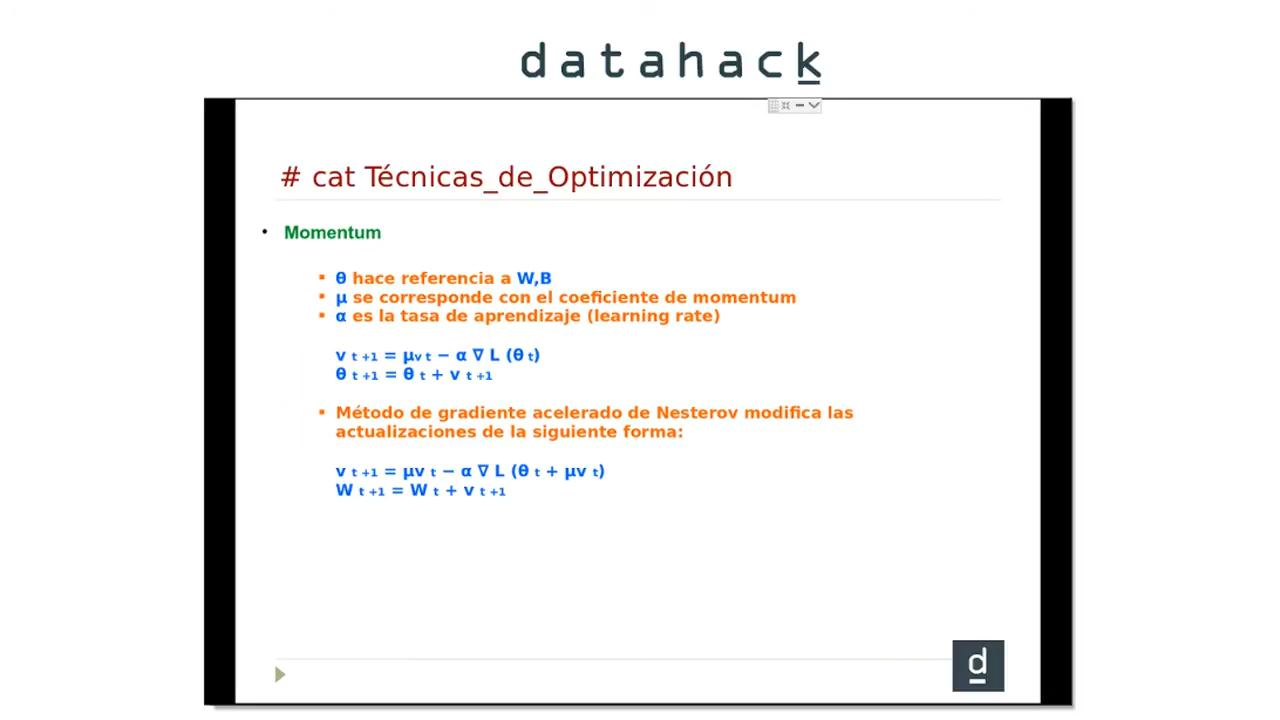 datahack
# cat Técnicas_de_Optimización
• Momentum
▪ θ hace referencia a W,B
▪ μ se corresponde con el coeficiente de momentum
▪ α es la tasa de aprendizaje (learning rate)
v t +1 = μv t − α ∇ L (θ t)
θ t +1 = θ t + v t +1
▪ Método de gradiente acelerado de Nesterov modifica las
actualizaciones de la siguiente forma:
v t +1 = μv t − α ∇ L (θ t + μv t)
W t +1 = W t + v t +1
d